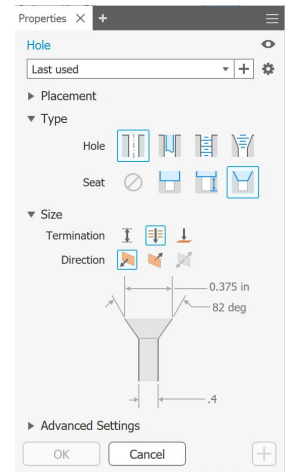 Properties × +
Hole
Last used
Placement
Type
Hole
Seat
Size
Termination
Direction
0.375 in
82 deg
.4
Advanced Settings
OK Cancel